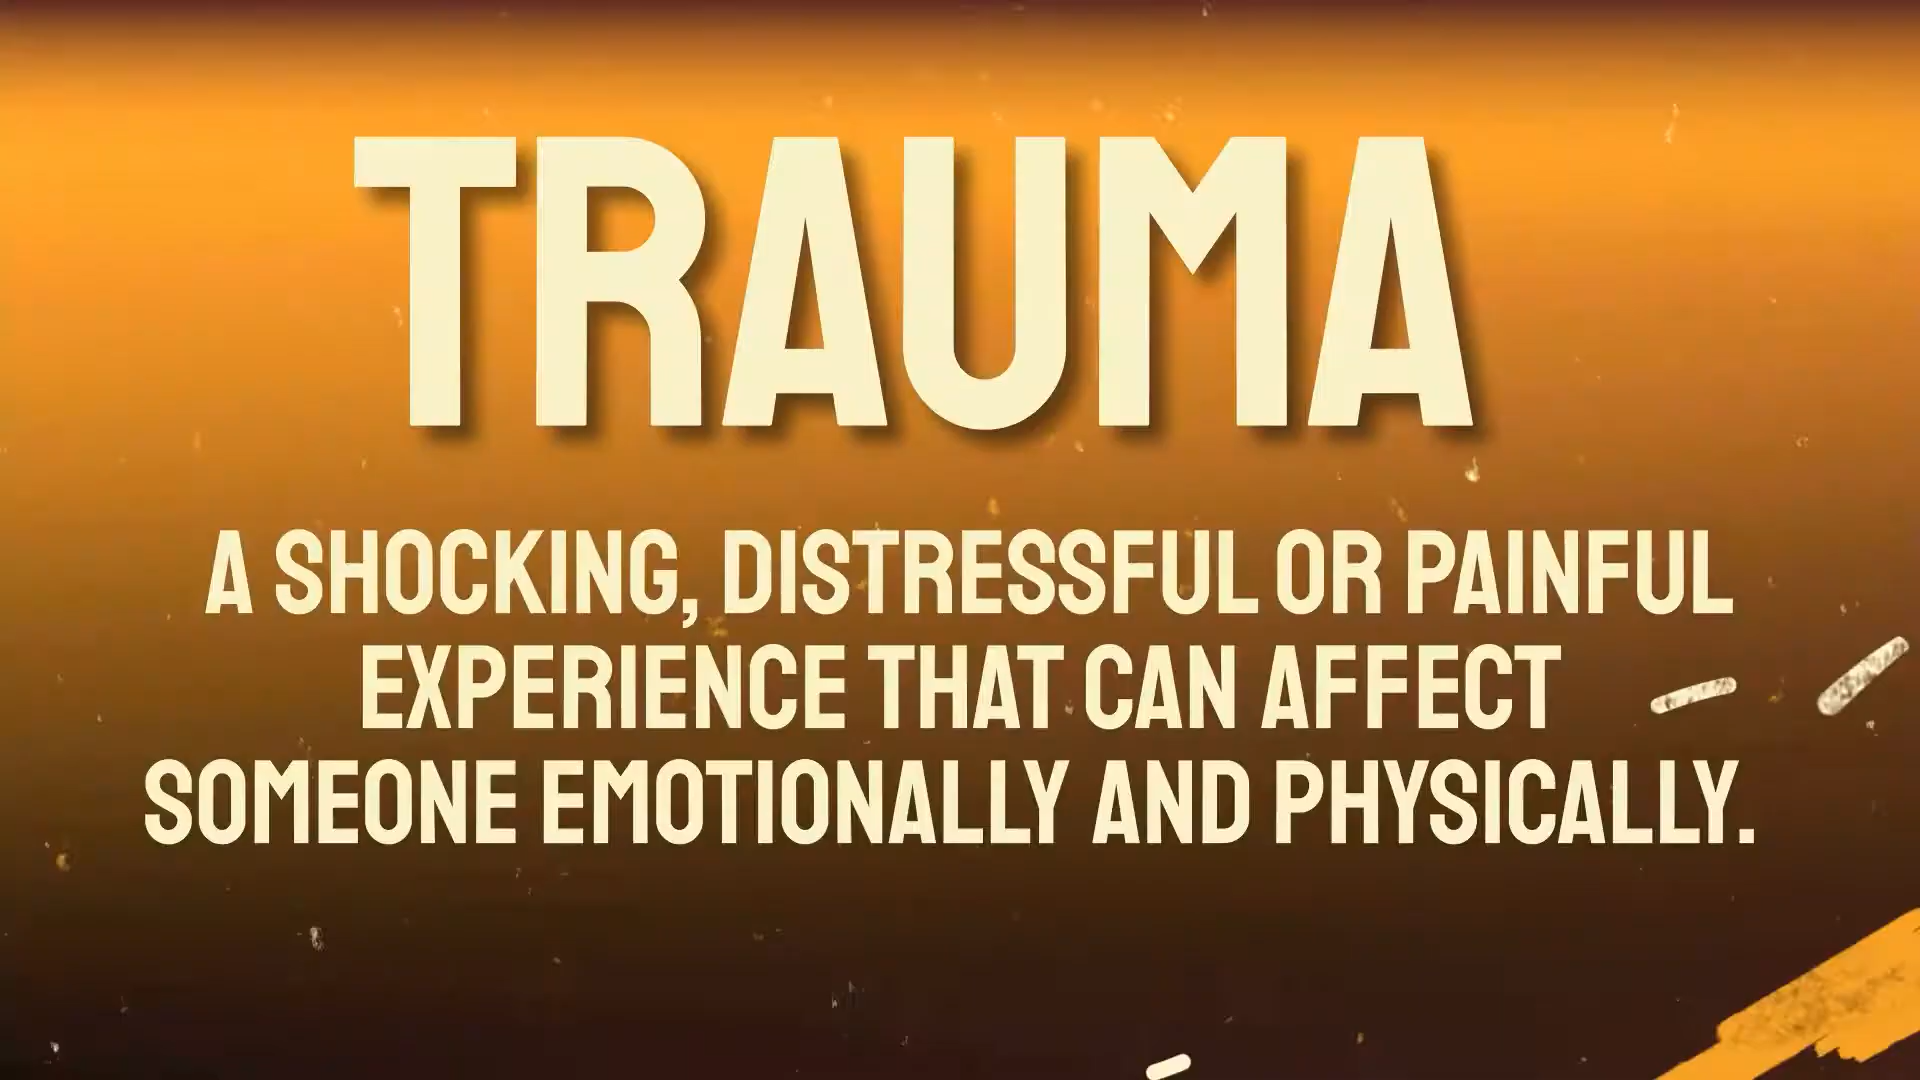 TRAUMA
A SHOCKING, DISTRESSFUL OR PAINFUL
EXPERIENCE THAT CAN AFFECT
SOMEONE EMOTIONALLY AND PHYSICALLY.